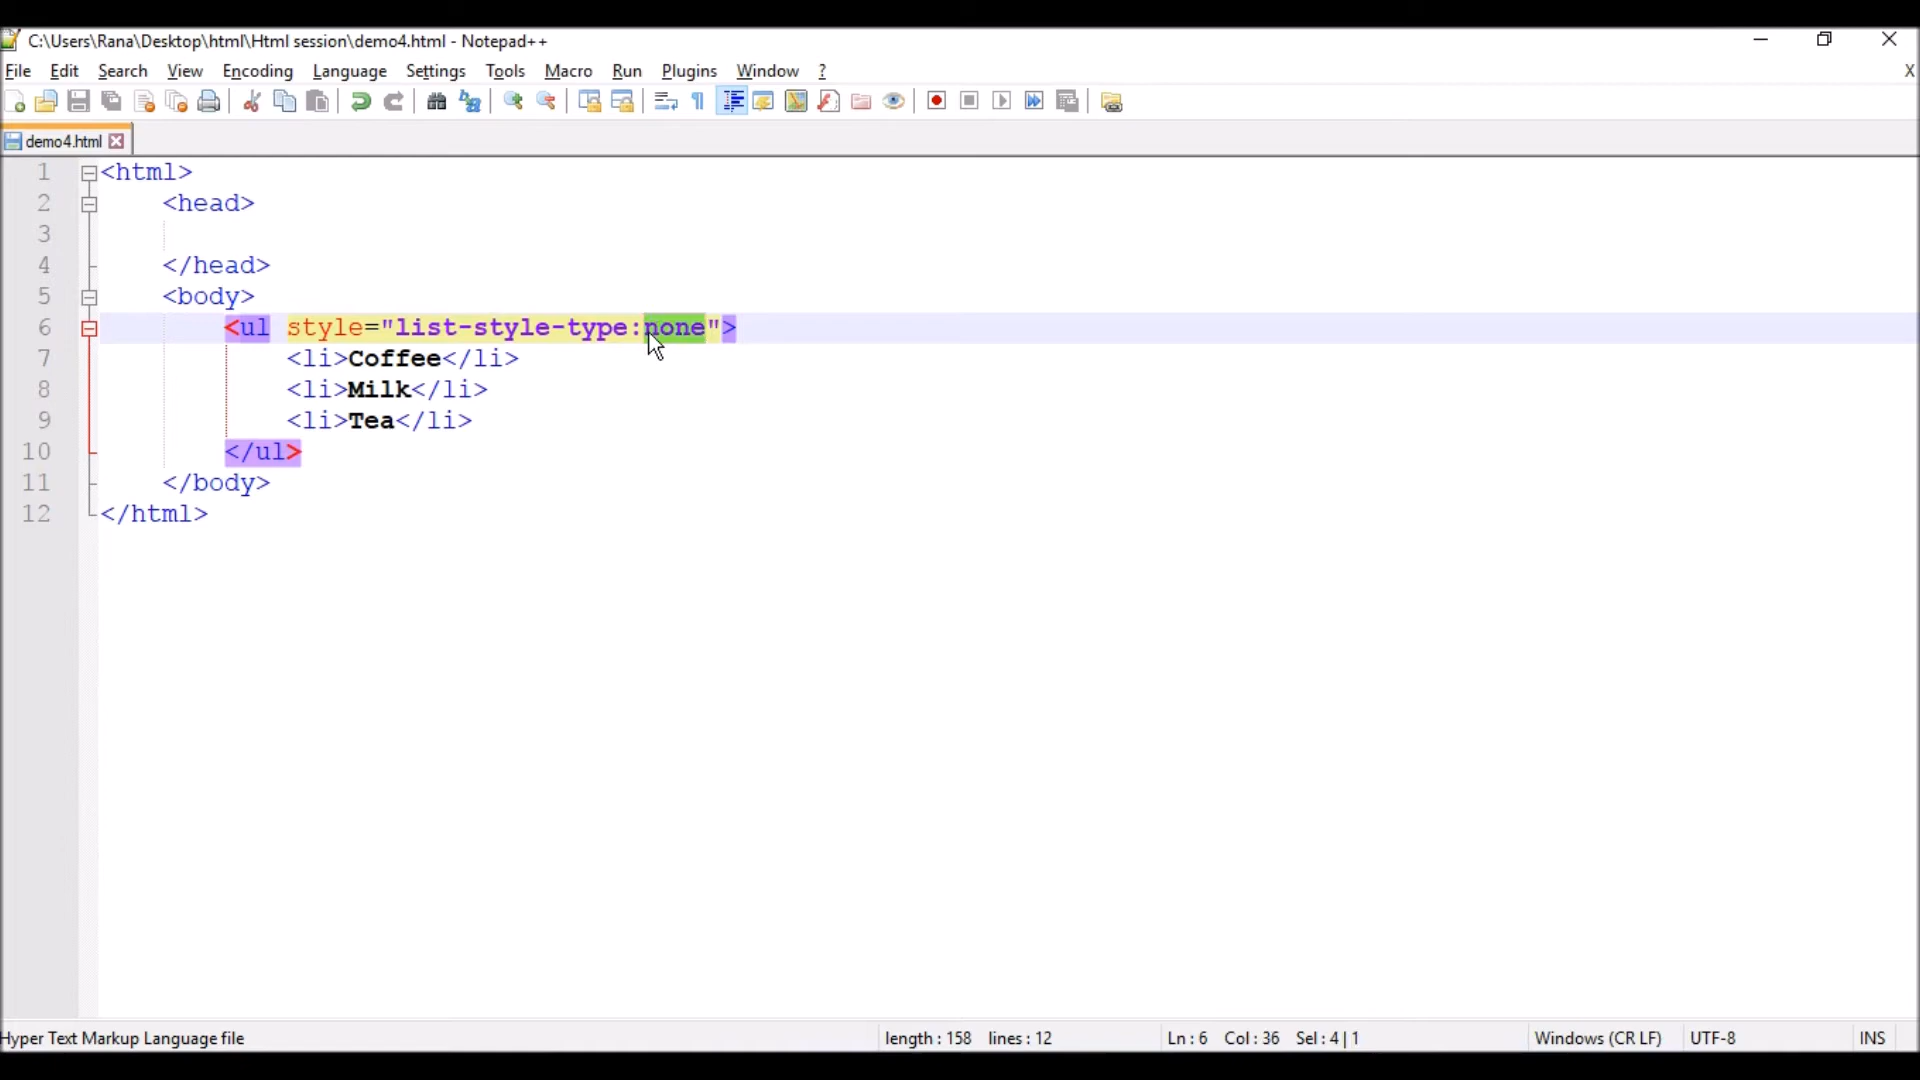 C:\Users\Rana\Desktop\html\Html session\demo4.html - Notepad++
File Edit Search View Encoding Language Settings Tools Macro Run Plugins Window ? X
demo4.html
1 <html>
2 <head>
3
4 </head>
5 <body>
6 <ul style="list-style-type:none">
7 <li>Coffee</li>
8 <li>Milk</li>
9 <li>Tea</li>
10 </ul>
11 </body>
12 </html>
Hyper Text Markup Language file length : 158 lines : 12 Ln : 6 Col : 36 Sel : 4 | 1 Windows (CR LF) UTF-8 INS